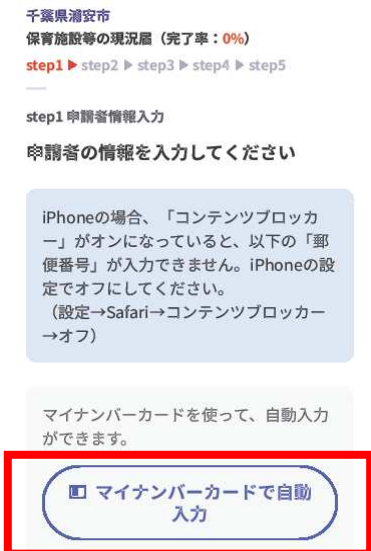 千葉県浦安市
保育施設等の現況届（完了率：0%）
step1 ▶ step2 ▶ step3 ▶ step4 ▶ step5
step1 申請者情報入力
申請者の情報を入力してください
iPhoneの場合、「コンテンツブロッカ
ー」がオンになっていると、以下の「郵
便番号」が入力できません。iPhoneの設
定でオフにしてください。
（設定→Safari→コンテンツブロッカー
→オフ）
マイナンバーカードを使って、自動入力
ができます。
マイナンバーカードで自動
入力